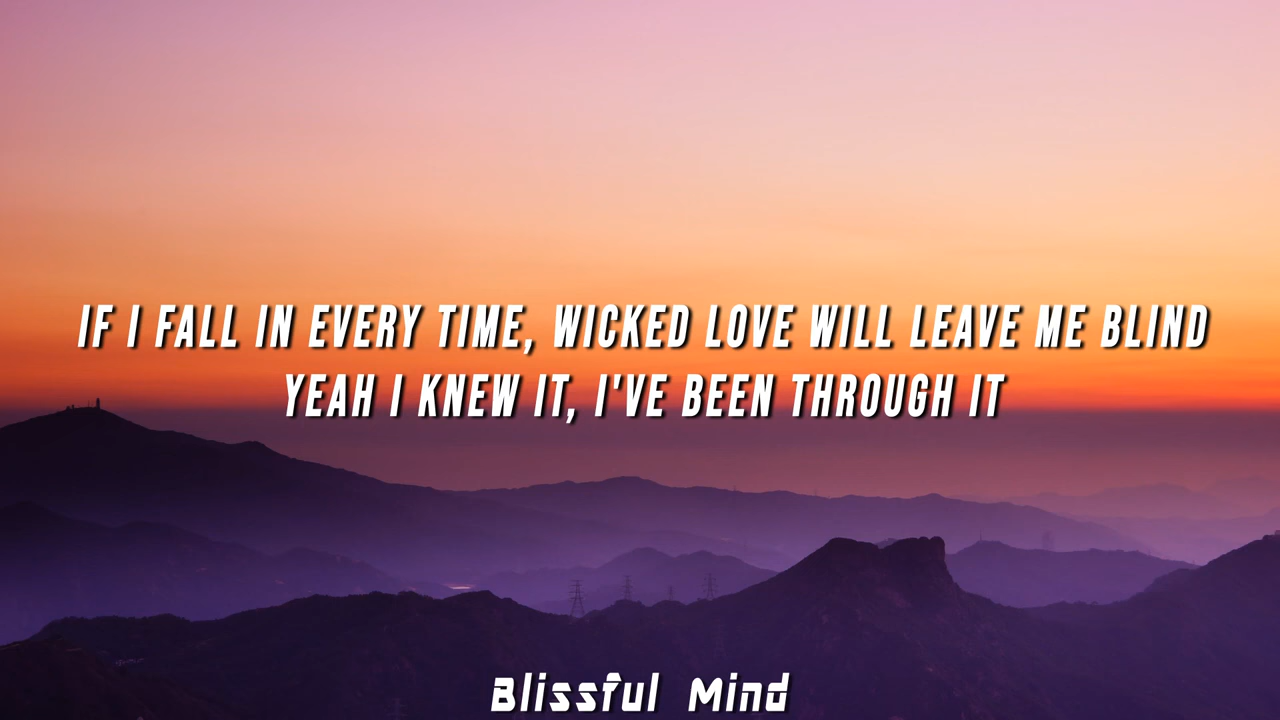 IF I FALL IN EVERY TIME, WICKED LOVE WILL LEAVE ME BLIND
YEAH I KNEW IT, I'VE BEEN THROUGH IT
Blissful Mind